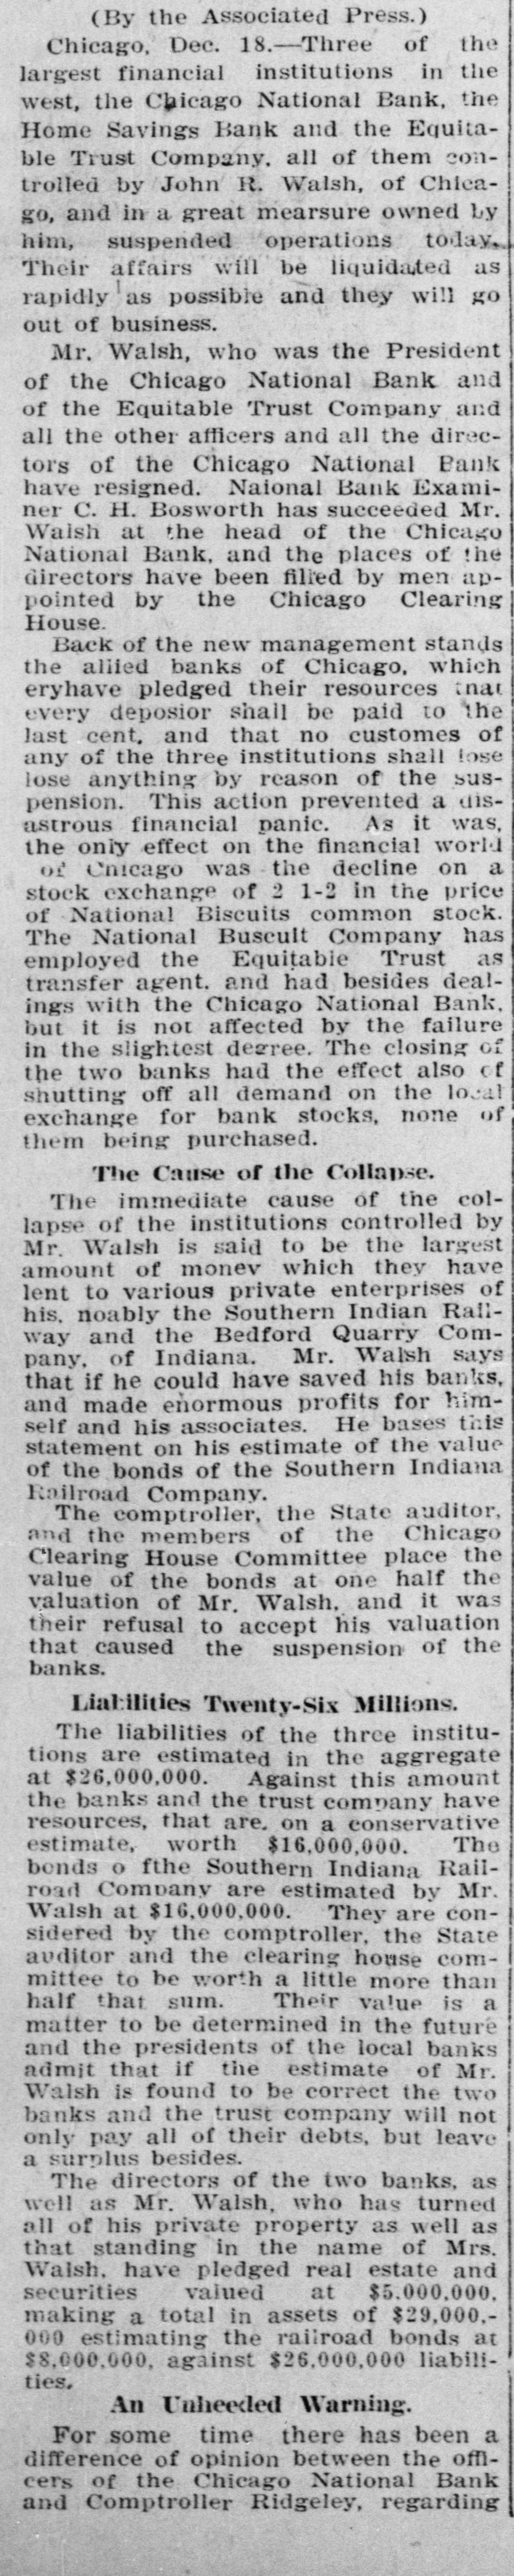 (By the Associated Press.)
Chicago, Dec. 18.—Three of the
largest financial institutions in the
west, the Chicago National Bank, the
Home Savings Bank and the Equita-
ble Trust Company, all of them con-
trolled by John R. Walsh, of Chica-
go, and in a great mearsure owned by
him, suspended operations today.
Their affairs will be liquidated as
rapidly as possible and they will go
out of business.
Mr. Walsh, who was the President
of the Chicago National Bank and
of the Equitable Trust Company and
all the other afficers and all the direc-
tors of the Chicago National Bank
have resigned. Naional Bank Exami-
ner C. H. Bosworth has succeeded Mr.
Walsh at the head of the Chicago
National Bank, and the places of the
directors have been filled by men ap-
pointed by the Chicago Clearing
House.
Back of the new management stands
the allied banks of Chicago, which
eryhave pledged their resources that
every deposior shall be paid to the
last cent, and that no customes of
any of the three institutions shall lose
lose anything by reason of the sus-
pension. This action prevented a dis-
astrous financial panic. As it was,
the only effect on the financial world
of Chicago was the decline on a
stock exchange of 2 1-2 in the price
of National Biscuits common stock.
The National Buscuit Company has
employed the Equitable Trust as
transfer agent, and had besides deal-
ings with the Chicago National Bank,
but it is not affected by the failure
in the slightest degree. The closing of
the two banks had the effect also of
shutting off all demand on the local
exchange for bank stocks, none of
them being purchased.
The Cause of the Collapse.
The immediate cause of the col-
lapse of the institutions controlled by
Mr. Walsh is said to be the largest
amount of money which they have
lent to various private enterprises of
his, noably the Southern Indian Rail-
way and the Bedford Quarry Com-
pany, of Indiana. Mr. Walsh says
that if he could have saved his banks,
and made enormous profits for him-
self and his associates. He bases this
statement on his estimate of the value
of the bonds of the Southern Indiana
Railroad Company.
The comptroller, the State auditor,
and the members of the Chicago
Clearing House Committee place the
value of the bonds at one half the
valuation of Mr. Walsh, and it was
their refusal to accept his valuation
that caused the suspension of the
banks.
Liabilities Twenty-Six Millions.
The liabilities of the three institu-
tions are estimated in the aggregate
at $26,000,000. Against this amount
the banks and the trust company have
resources, that are, on a conservative
estimate, worth $16,000,000. The
bonds o fthe Southern Indiana Rail-
road Company are estimated by Mr.
Walsh at $16,000,000. They are con-
sidered by the comptroller, the State
auditor and the clearing house com-
mittee to be worth a little more than
half that sum. Their value is a
matter to be determined in the future
and the presidents of the local banks
admit that if the estimate of Mr.
Walsh is found to be correct the two
banks and the trust company will not
only pay all of their debts, but leave
a surplus besides.
The directors of the two banks, as
well as Mr. Walsh, who has turned
all of his private property as well as
that standing in the name of Mrs.
Walsh, have pledged real estate and
securities valued at $5,000,000,
making a total in assets of $29,000,-
000 estimating the railroad bonds at
$8,000,000, against $26,000,000 liabili-
ties.
An Unheeded Warning.
For some time there has been a
difference of opinion between the offi-
cers of the Chicago National Bank
and Comptroller Ridgeley, regarding